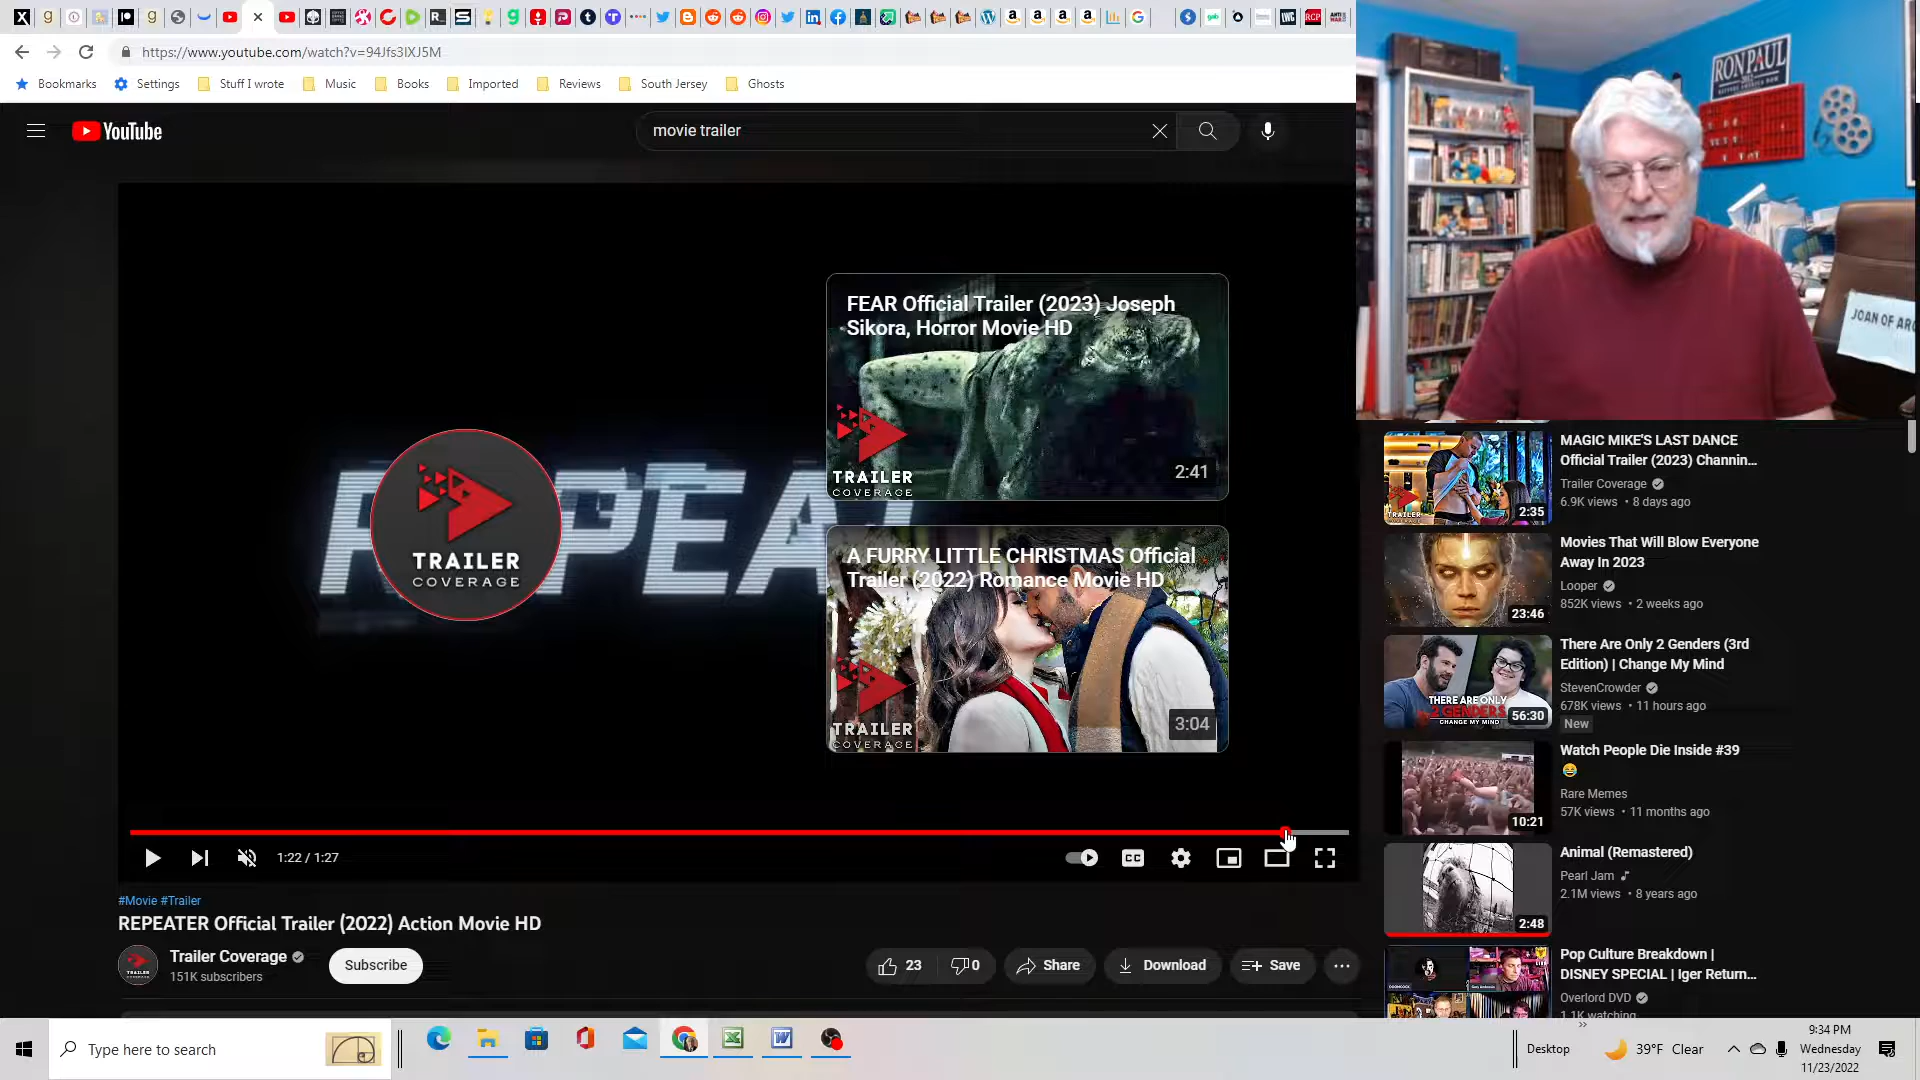 https://www.youtube.com/watch?v=94Jfs3lXJ5M
Bookmarks
Settings
Stuff I wrote
Music
Books
Imported
Reviews
South Jersey
Ghosts
YouTube
movie trailer
RON PAUL
JOAN OF ARC
FEAR Official Trailer (2023) Joseph
Sikora, Horror Movie HD
TRAILER
COVERAGE
2:41
REPEAT
TRAILER
COVERAGE
A FURRY LITTLE CHRISTMAS Official
Trailer (2022) Romance Movie HD
TRAILER
COVERAGE
3:04
1:22 / 1:27
CC
#Movie #Trailer
REPEATER Official Trailer (2022) Action Movie HD
Trailer Coverage
151K subscribers
Subscribe
23
0
Share
Download
Save
MAGIC MIKE'S LAST DANCE
Official Trailer (2023) Channin...
Trailer Coverage
6.9K views • 8 days ago
2:35
Movies That Will Blow Everyone
Away In 2023
Looper
852K views • 2 weeks ago
23:46
There Are Only 2 Genders (3rd
Edition) | Change My Mind
StevenCrowder
678K views • 11 hours ago
New
THERE ARE ONLY
2 GENDERS
CHANGE MY MIND
56:30
Watch People Die Inside #39
😂
Rare Memes
57K views • 11 months ago
10:21
Animal (Remastered)
Pearl Jam
2.1M views • 8 years ago
2:48
Pop Culture Breakdown |
DISNEY SPECIAL | Iger Return...
Overlord DVD
1.1K watching
Type here to search
Desktop
39°F Clear
9:34 PM
Wednesday
11/23/2022